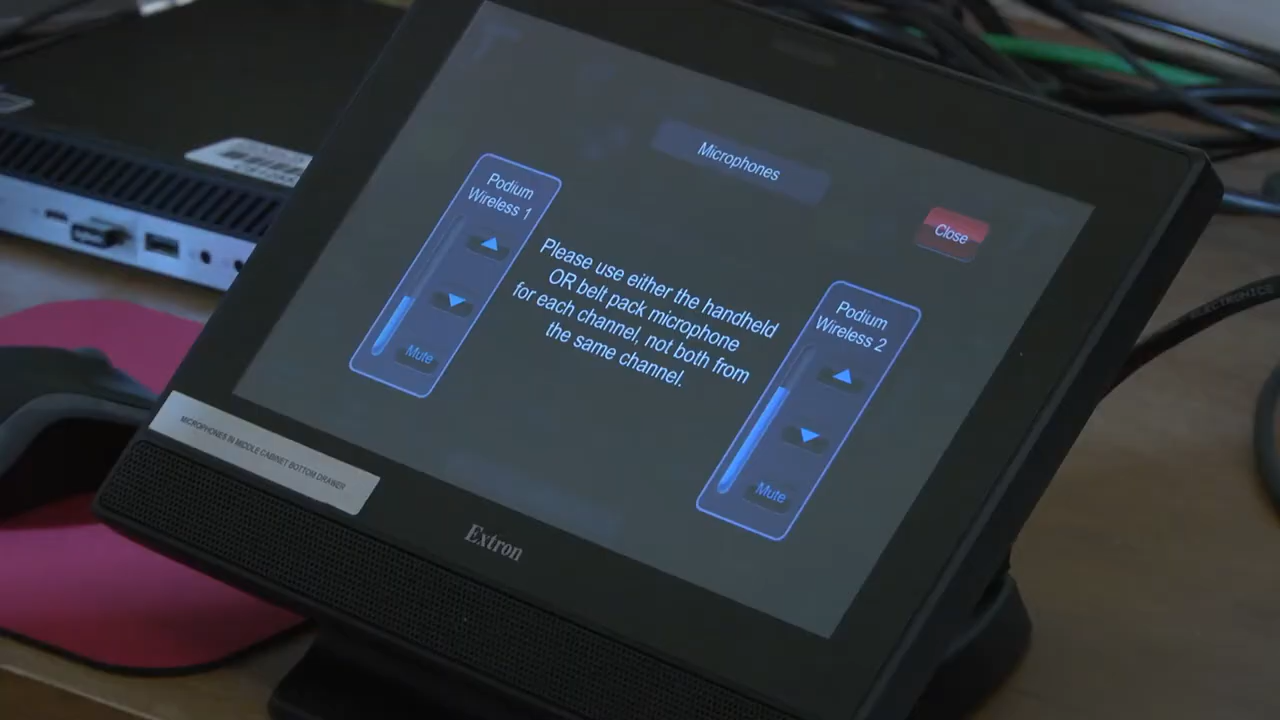 Microphones
Close
Podium
Wireless 1
Mute
Please use either the handheld
OR belt pack microphone
for each channel, not both from
the same channel.
Podium
Wireless 2
Mute
MICROPHONES IN MIDDLE CABINET BOTTOM DRAWER
Extron
ELECTRONICS